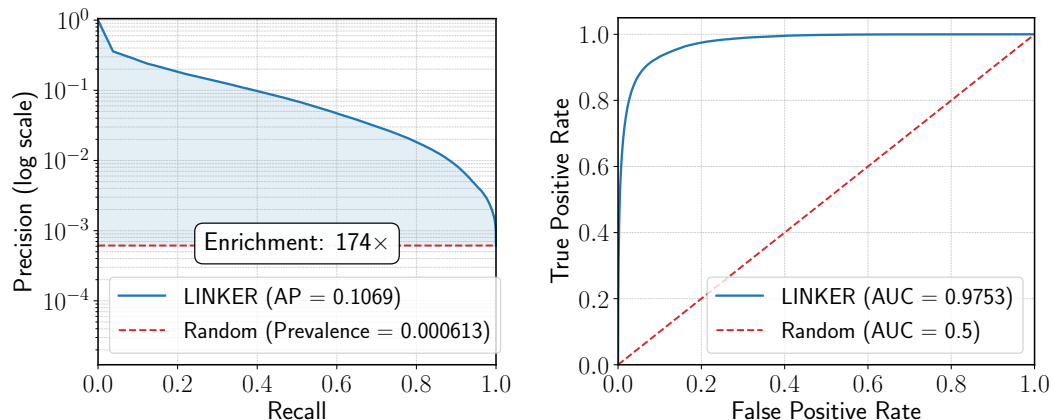 Precision (log scale)
10⁰
10⁻¹
10⁻²
10⁻³
10⁻⁴
Enrichment: 174×
LINKER (AP = 0.1069)
Random (Prevalence = 0.000613)
0.0 0.2 0.4 0.6 0.8 1.0
Recall
True Positive Rate
1.0
0.8
0.6
0.4
0.2
0.0
LINKER (AUC = 0.9753)
Random (AUC = 0.5)
0.0 0.2 0.4 0.6 0.8 1.0
False Positive Rate